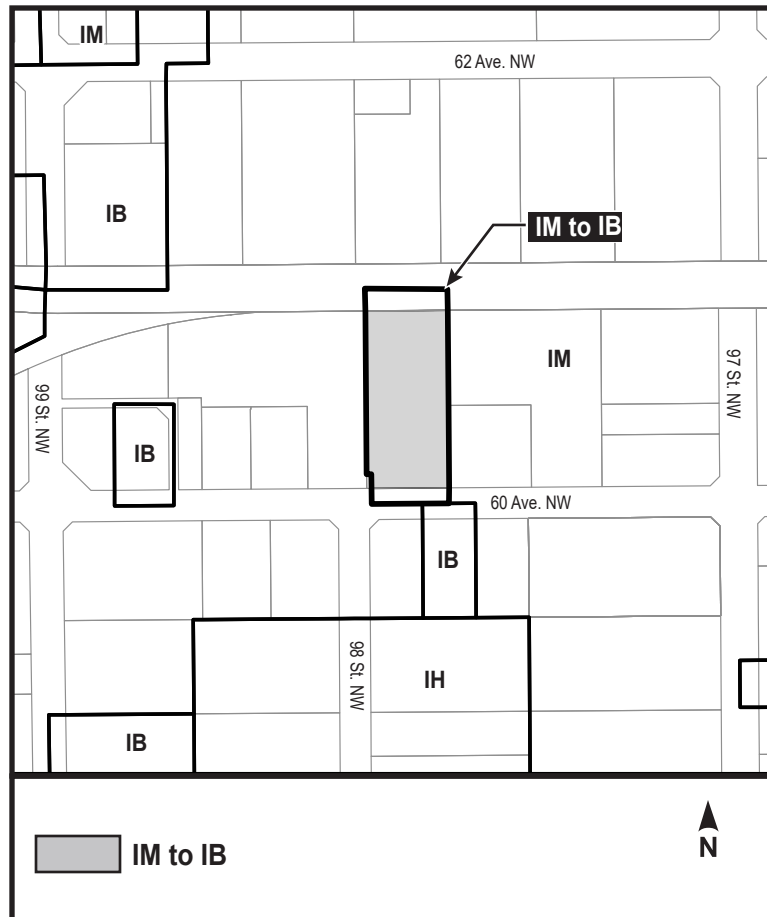 IM
62 Ave. NW
IB
IM to IB
IM
97 St. NW
99 St. NW
IB
60 Ave. NW
IB
98 St. NW
IH
IB
IM to IB
N